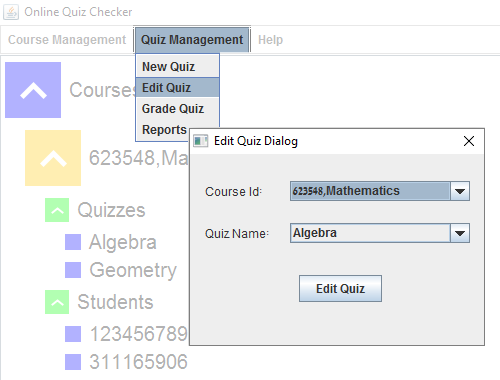 Online Quiz Checker
Course Management Quiz Management Help
New Quiz
Edit Quiz
Grade Quiz
Reports
Courses
623548,Ma
Quizzes
Algebra
Geometry
Students
123456789
311165906
Edit Quiz Dialog
Course Id:
623548,Mathematics
Quiz Name:
Algebra
Edit Quiz